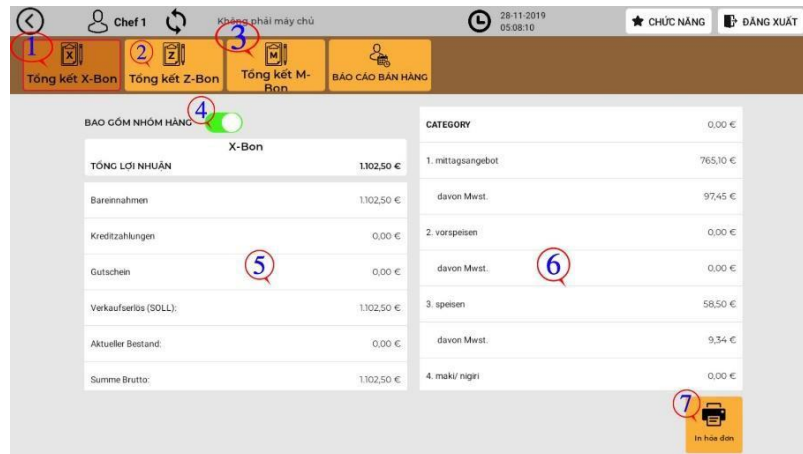 Chef 1
Không phải máy chủ
28-11-2019
05:08:10
CHỨC NĂNG
ĐĂNG XUẤT
1
2
3
X
Z
M
Tổng kết X-Bon
Tổng kết Z-Bon
Tổng kết M-
Bon
BÁO CÁO BÁN HÀNG
BAO GỒM NHÓM HÀNG
4
X-Bon
TỔNG LỢI NHUẬN 1.102,50 €
Bareinnahmen 1.102,50 €
Kreditzahlungen 0,00 €
Gutschein 0,00 €
5
Verkaufserlös (SOLL): 1.102,50 €
Aktueller Bestand: 0,00 €
Summe Brutto: 1.102,50 €
CATEGORY 0,00 €
1. mittagsangebot 765,10 €
davon Mwst. 97,45 €
2. vorspeisen 0,00 €
davon Mwst. 0,00 €
6
3. speisen 58,50 €
davon Mwst. 9,34 €
4. maki/ nigiri 0,00 €
7
In hóa đơn